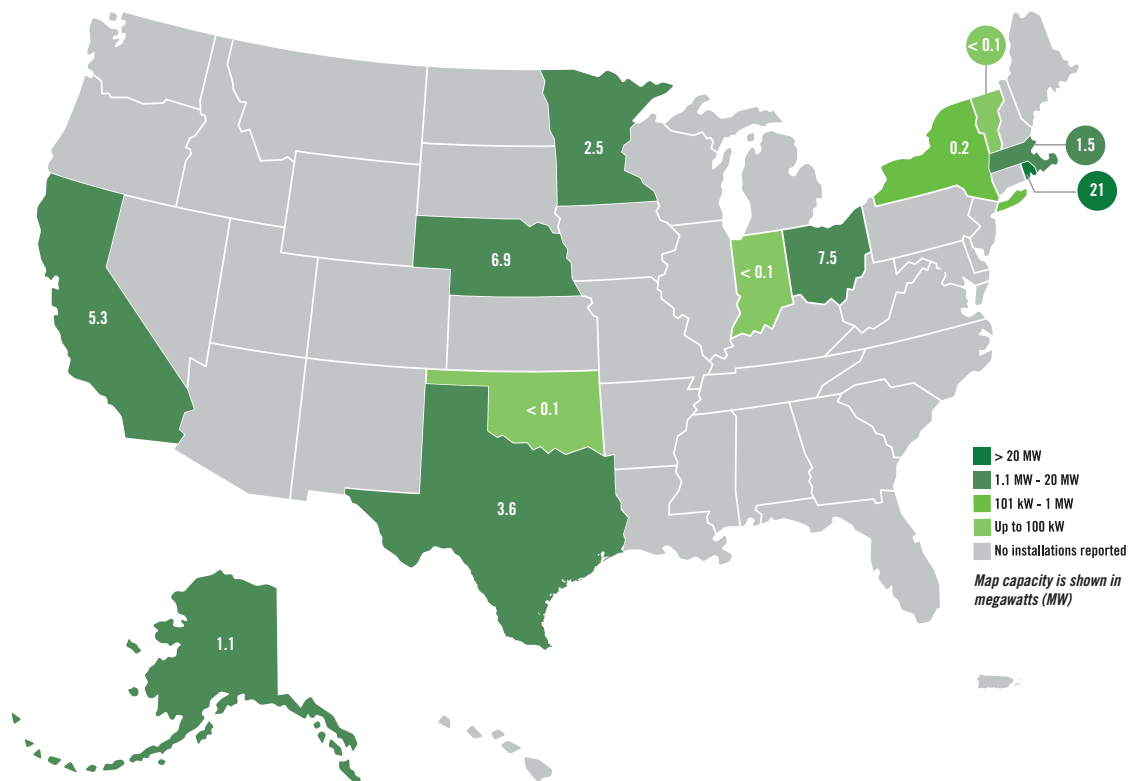 < 0.1
2.5
0.2
1.5
21
6.9
< 0.1
7.5
5.3
< 0.1
3.6
> 20 MW
1.1 MW - 20 MW
101 kW - 1 MW
Up to 100 kW
No installations reported
Map capacity is shown in
megawatts (MW)
1.1